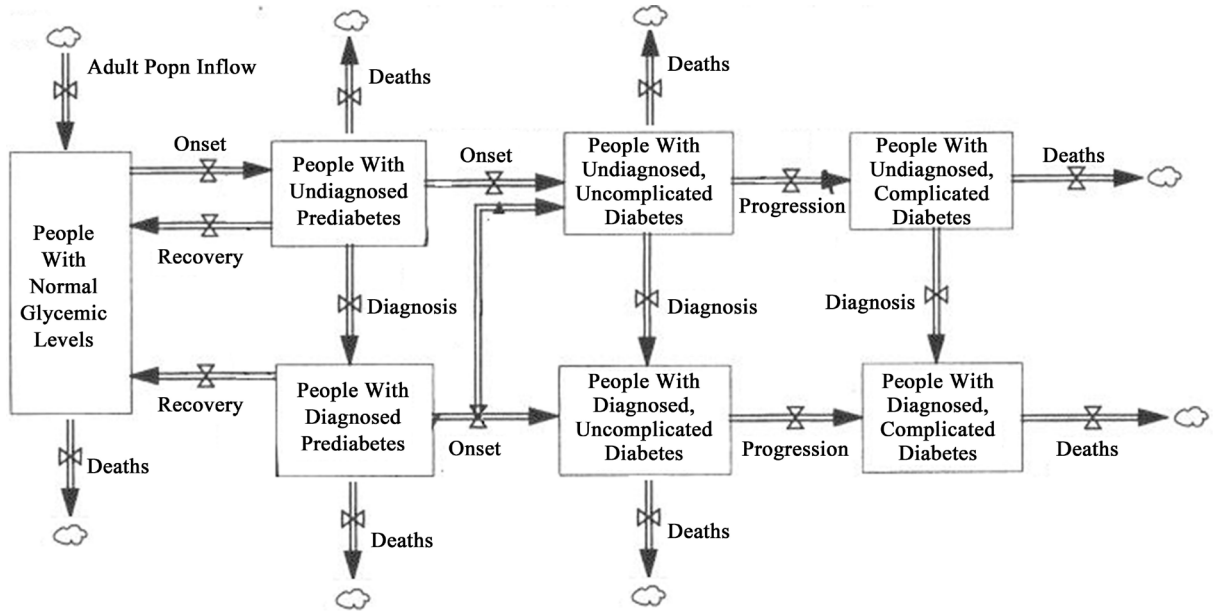 Adult Popn Inflow
Deaths
Deaths
Onset
People With
Undiagnosed
Prediabetes
Onset
People With
Undiagnosed,
Uncomplicated
Diabetes
Progression
People With
Undiagnosed,
Complicated
Diabetes
Deaths
People
With
Normal
Glycemic
Levels
Recovery
Diagnosis
Diagnosis
Diagnosis
Recovery
People With
Diagnosed
Prediabetes
Onset
People With
Diagnosed,
Uncomplicated
Diabetes
Progression
People With
Diagnosed,
Complicated
Diabetes
Deaths
Deaths
Deaths
Deaths